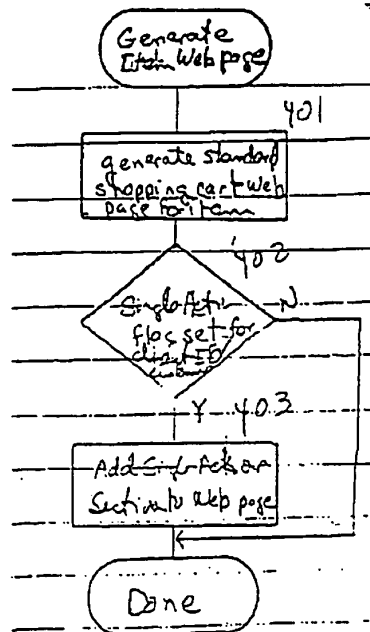 Generate
Item Web page
401
generate standard
shopping cart Web
page for item
402
Single-Action
flag set for
client ID
N
Y
403
Add Single-Action
Section to Web page
Done